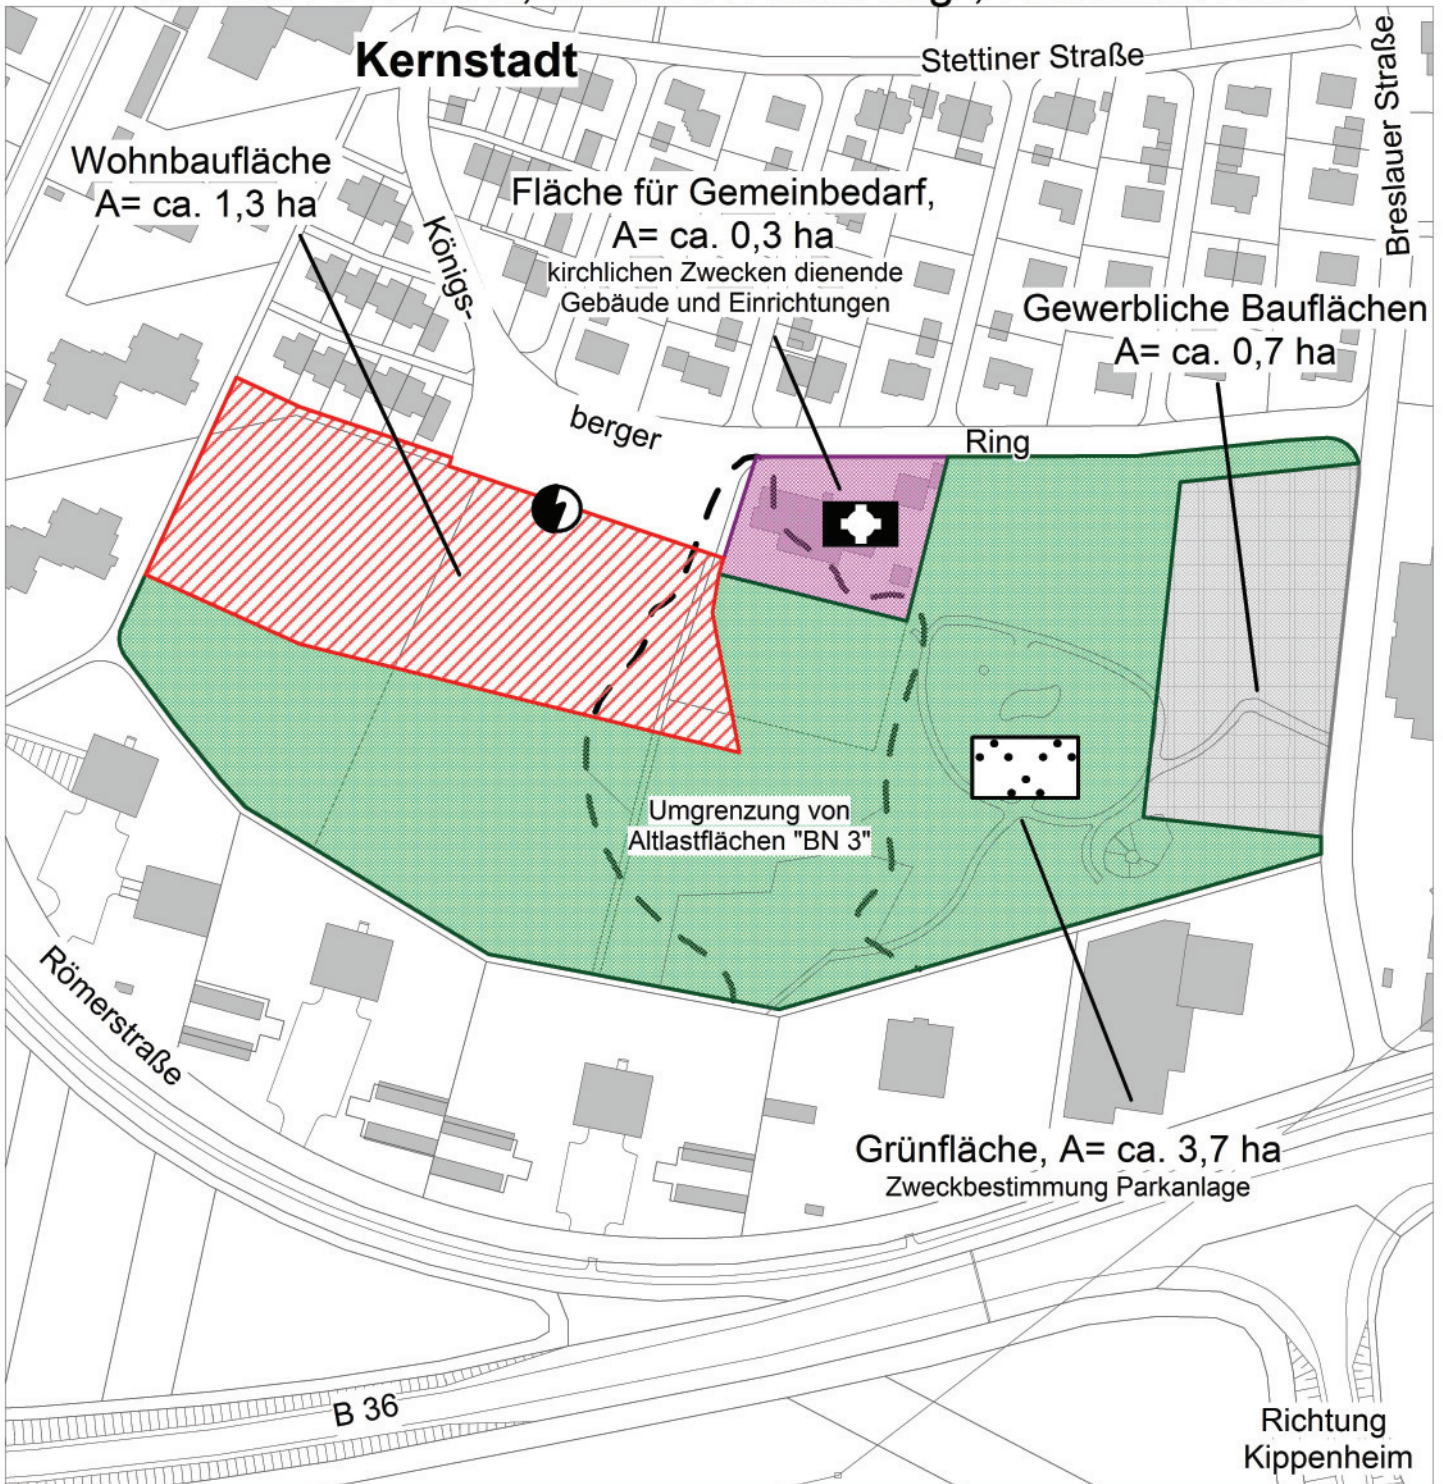 Kernstadt
Stettiner Straße
Breslauer Straße
Wohnbaufläche
A= ca. 1,3 ha
Fläche für Gemeinbedarf,
A= ca. 0,3 ha
kirchlichen Zwecken dienende
Gebäude und Einrichtungen
Königs-
Gewerbliche Bauflächen
A= ca. 0,7 ha
berger
Ring
Umgrenzung von
Altlastflächen "BN 3"
Römerstraße
Grünfläche, A= ca. 3,7 ha
Zweckbestimmung Parkanlage
B 36
Richtung
Kippenheim